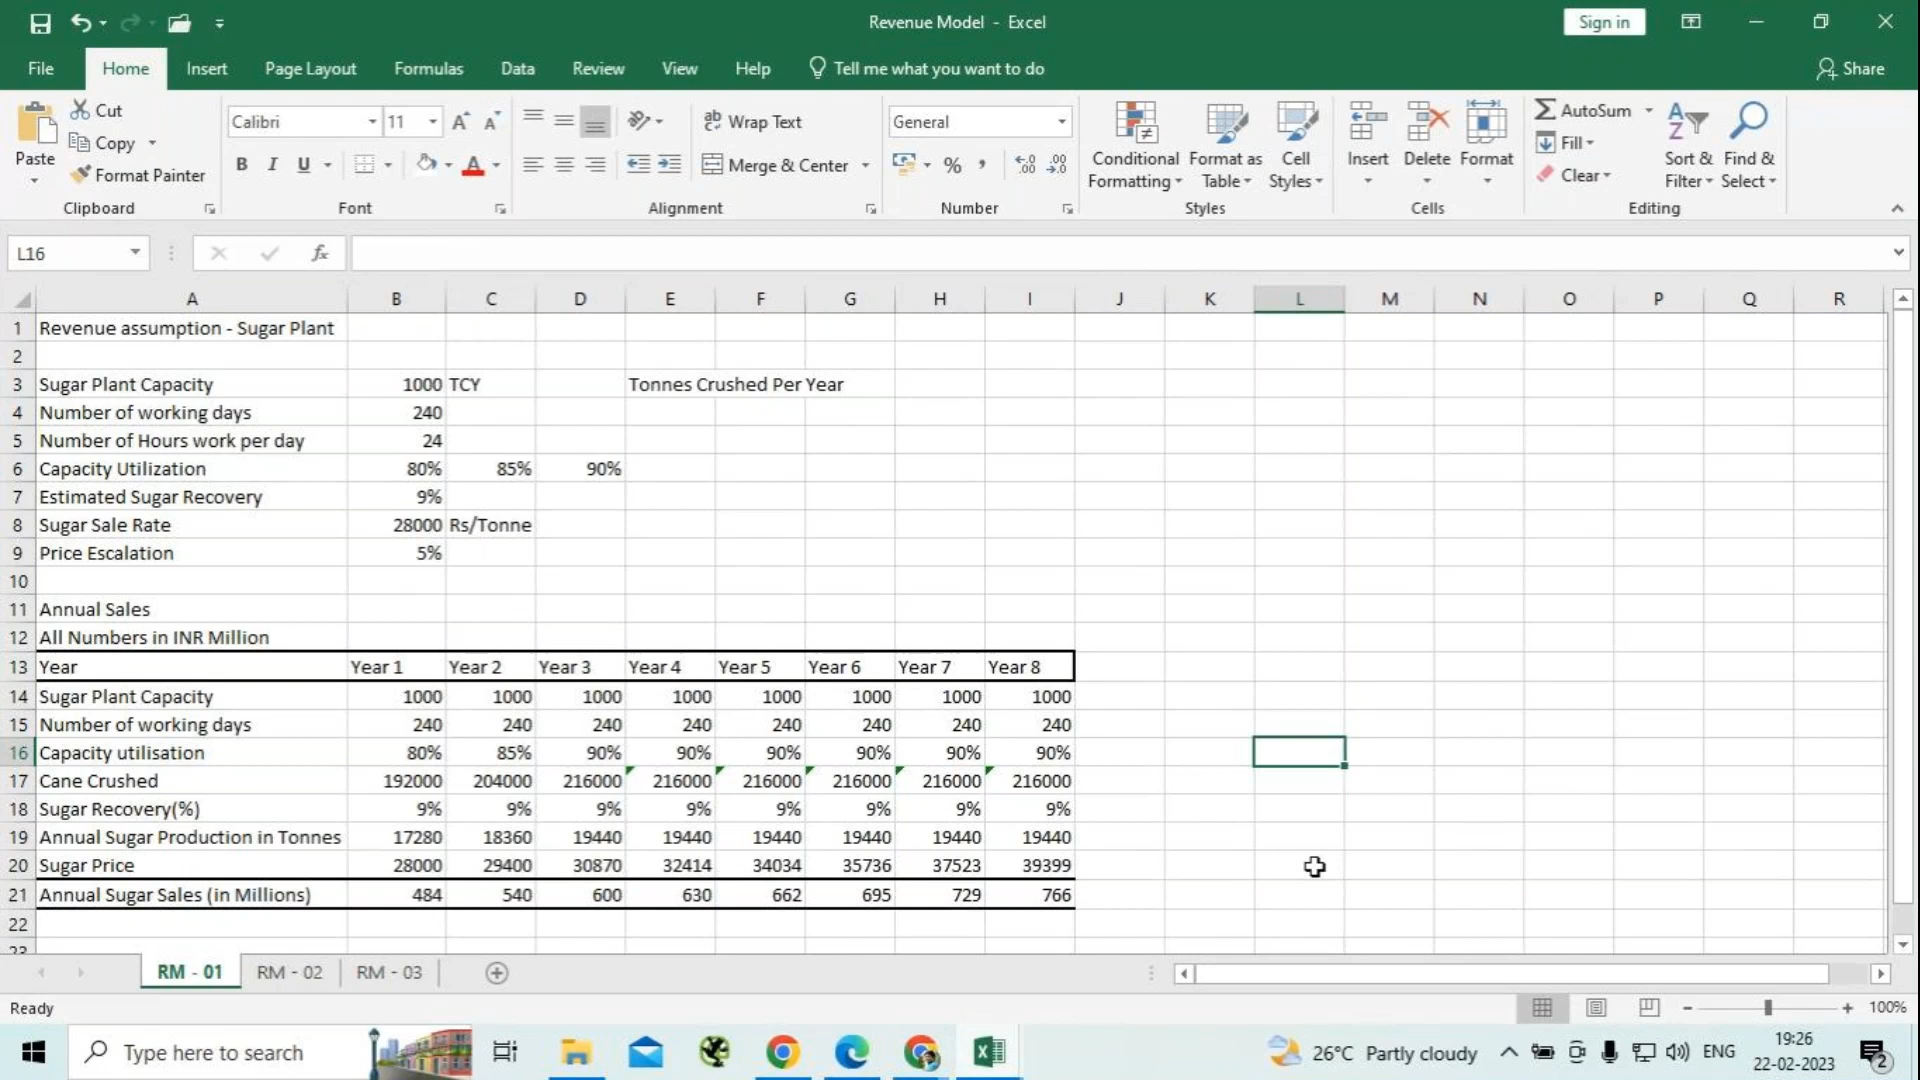 Revenue Model - Excel
Sign in
File Home Insert Page Layout Formulas Data Review View Help Tell me what you want to do Share
Paste Cut Copy Format Painter Clipboard
Calibri 11 A A B I U A Font
Wrap Text Merge & Center Alignment
General % Number
Conditional Formatting Format as Table Cell Styles Styles
Insert Delete Format Cells
AutoSum Fill Clear Sort & Filter Find & Select Editing
L16 fx
A B C D E F G H I J K L M N O P Q R
1 Revenue assumption - Sugar Plant
2
3 Sugar Plant Capacity 1000 TCY Tonnes Crushed Per Year
4 Number of working days 240
5 Number of Hours work per day 24
6 Capacity Utilization 80% 85% 90%
7 Estimated Sugar Recovery 9%
8 Sugar Sale Rate 28000 Rs/Tonne
9 Price Escalation 5%
10
11 Annual Sales
12 All Numbers in INR Million
13 Year Year 1 Year 2 Year 3 Year 4 Year 5 Year 6 Year 7 Year 8
14 Sugar Plant Capacity 1000 1000 1000 1000 1000 1000 1000 1000
15 Number of working days 240 240 240 240 240 240 240 240
16 Capacity utilisation 80% 85% 90% 90% 90% 90% 90% 90%
17 Cane Crushed 192000 204000 216000 216000 216000 216000 216000 216000
18 Sugar Recovery(%) 9% 9% 9% 9% 9% 9% 9% 9%
19 Annual Sugar Production in Tonnes 17280 18360 19440 19440 19440 19440 19440 19440
20 Sugar Price 28000 29400 30870 32414 34034 35736 37523 39399
21 Annual Sugar Sales (in Millions) 484 540 600 630 662 695 729 766
22
23
RM - 01 RM - 02 RM - 03
Ready 100%
Type here to search 26°C Partly cloudy ENG 19:26
22-02-2023 2